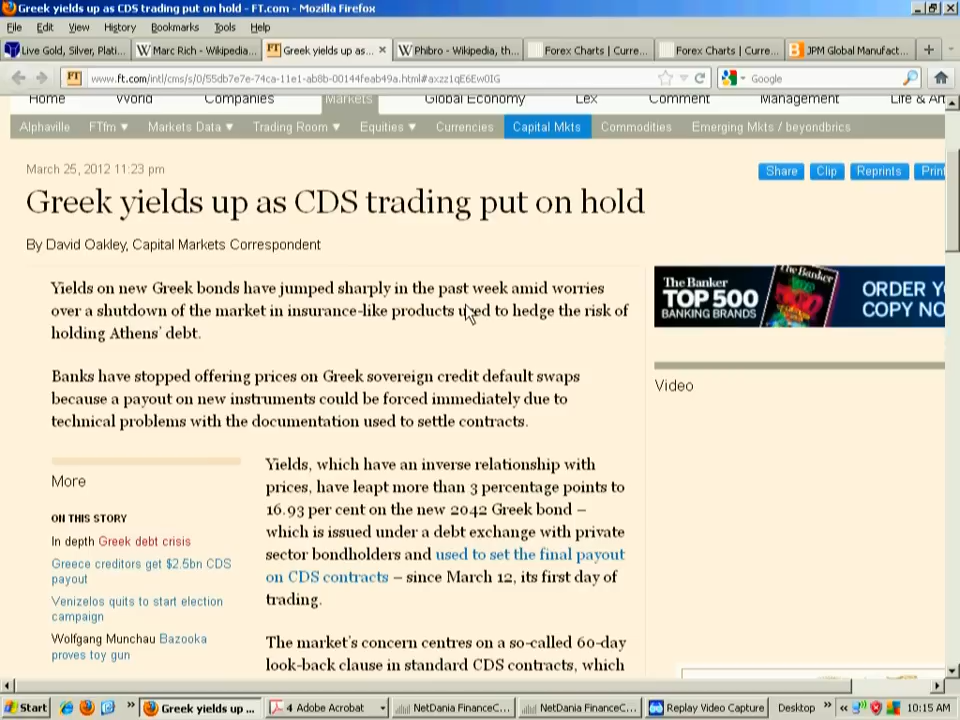 Greek yields up as CDS trading put on hold - FT.com - Mozilla Firefox
File Edit View History Bookmarks Tools Help
Live Gold, Silver, Plati... Marc Rich - Wikipedia... Greek yields up as... Phibro - Wikipedia, th... Forex Charts | Curre... Forex Charts | Curre... JPM Global Manufact...
www.ft.com/intl/cms/s/0/55db7e7e-74ca-11e1-ab8b-00144feab49a.html#axzz1qE6Ew0IG Google
Home World Companies Markets Global Economy Lex Comment Management Life & Art
Alphaville FTfm Markets Data Trading Room Equities Currencies Capital Mkts Commodities Emerging Mkts / beyondbrics
March 25, 2012 11:23 pm
Share Clip Reprints Print
Greek yields up as CDS trading put on hold
By David Oakley, Capital Markets Correspondent
Yields on new Greek bonds have jumped sharply in the past week amid worries
over a shutdown of the market in insurance-like products used to hedge the risk of
holding Athens' debt.
Banks have stopped offering prices on Greek sovereign credit default swaps
because a payout on new instruments could be forced immediately due to
technical problems with the documentation used to settle contracts.
Yields, which have an inverse relationship with
prices, have leapt more than 3 percentage points to
16.93 per cent on the new 2042 Greek bond –
which is issued under a debt exchange with private
sector bondholders and used to set the final payout
on CDS contracts – since March 12, its first day of
trading.
The market's concern centres on a so-called 60-day
look-back clause in standard CDS contracts, which
More
ON THIS STORY
In depth Greek debt crisis
Greece creditors get $2.5bn CDS
payout
Venizelos quits to start election
campaign
Wolfgang Munchau Bazooka
proves toy gun
The Banker
TOP 500
BANKING BRANDS
The Banker
ORDER Y
COPY NO
Video
Start Greek yields up ... 4 Adobe Acrobat NetDania FinanceC... NetDania FinanceC... Replay Video Capture Desktop 10:15 AM